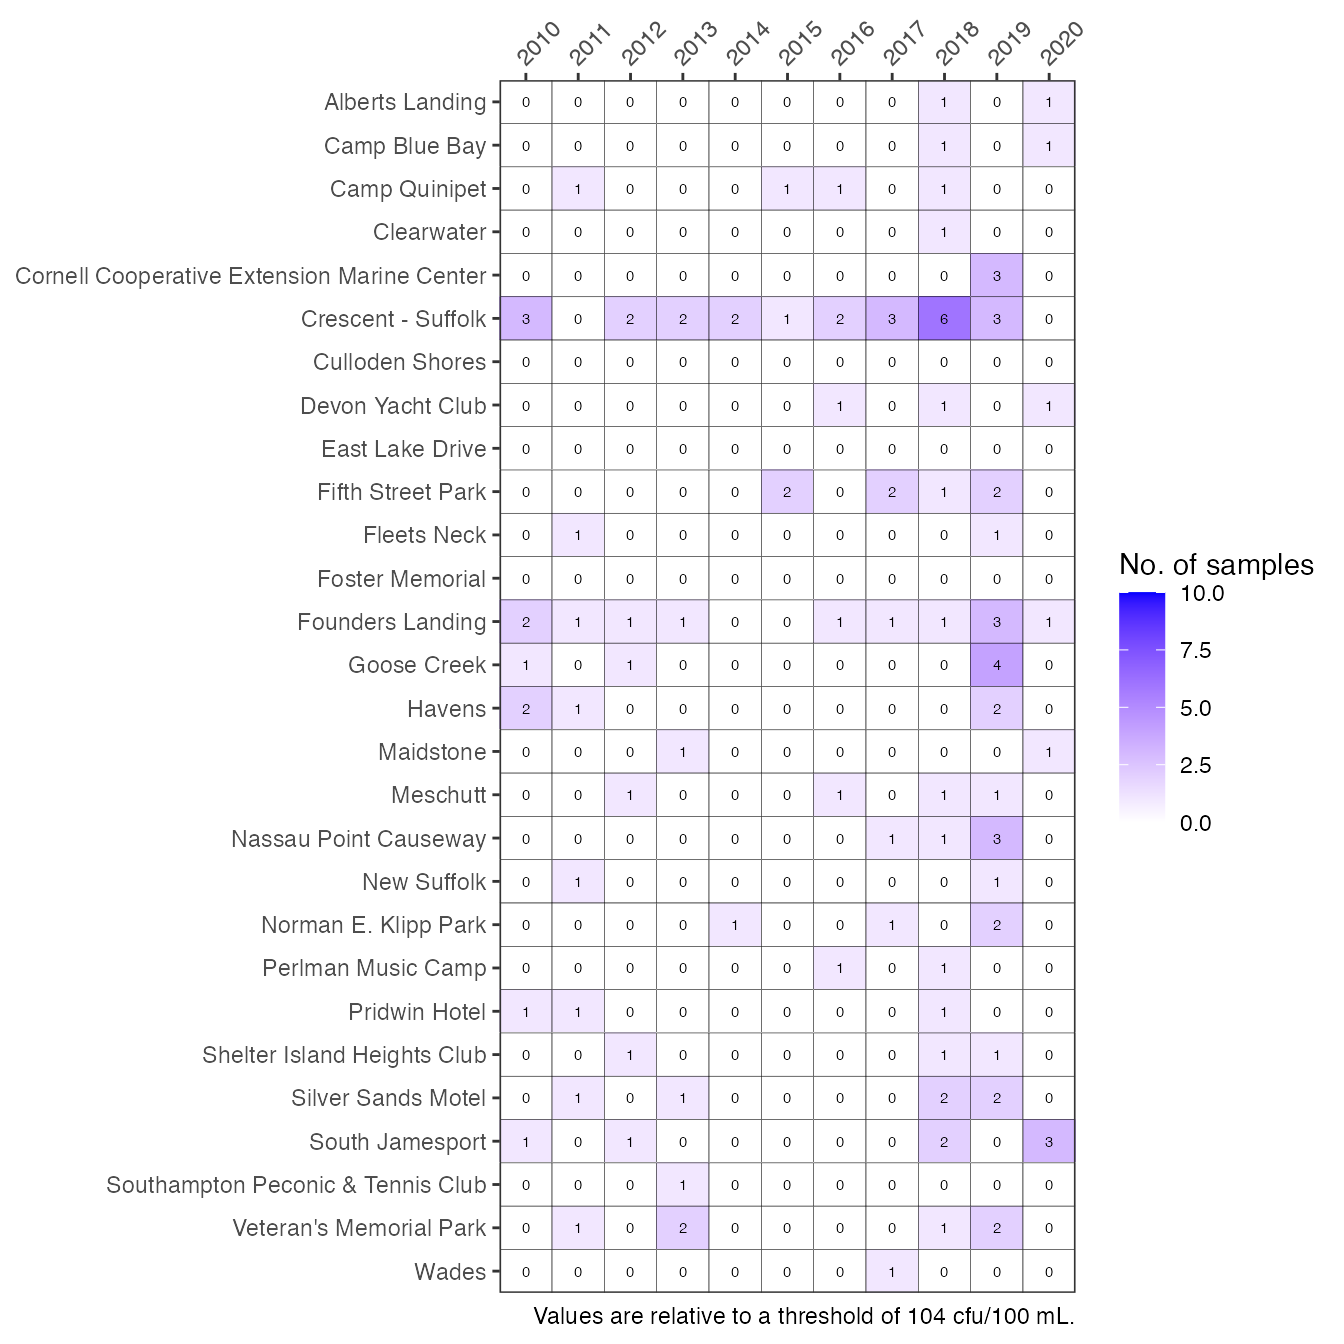 2010 2011 2012 2013 2014 2015 2016 2017 2018 2019 2020
Alberts Landing 0 0 0 0 0 0 0 0 1 0 1
Camp Blue Bay 0 0 0 0 0 0 0 0 1 0 1
Camp Quinipet 0 1 0 0 0 1 1 0 1 0 0
Clearwater 0 0 0 0 0 0 0 0 1 0 0
Cornell Cooperative Extension Marine Center 0 0 0 0 0 0 0 0 0 3 0
Crescent - Suffolk 3 0 2 2 2 1 2 3 6 3 0
Culloden Shores 0 0 0 0 0 0 0 0 0 0 0
Devon Yacht Club 0 0 0 0 0 0 1 0 1 0 1
East Lake Drive 0 0 0 0 0 0 0 0 0 0 0
Fifth Street Park 0 0 0 0 0 2 0 2 1 2 0
Fleets Neck 0 1 0 0 0 0 0 0 0 1 0
Foster Memorial 0 0 0 0 0 0 0 0 0 0 0
Founders Landing 2 1 1 1 0 0 1 1 1 3 1
Goose Creek 1 0 1 0 0 0 0 0 0 4 0
Havens 2 1 0 0 0 0 0 0 0 2 0
Maidstone 0 0 0 1 0 0 0 0 0 0 1
Meschutt 0 0 1 0 0 0 1 0 1 1 0
Nassau Point Causeway 0 0 0 0 0 0 0 1 1 3 0
New Suffolk 0 1 0 0 0 0 0 0 0 1 0
Norman E. Klipp Park 0 0 0 0 1 0 0 1 0 2 0
Perlman Music Camp 0 0 0 0 0 0 1 0 1 0 0
Pridwin Hotel 1 1 0 0 0 0 0 0 1 0 0
Shelter Island Heights Club 0 0 1 0 0 0 0 0 1 1 0
Silver Sands Motel 0 1 0 1 0 0 0 0 2 2 0
South Jamesport 1 0 1 0 0 0 0 0 2 0 3
Southampton Peconic & Tennis Club 0 0 0 1 0 0 0 0 0 0 0
Veteran's Memorial Park 0 1 0 2 0 0 0 0 1 2 0
Wades 0 0 0 0 0 0 0 1 0 0 0
No. of samples
10.0
7.5
5.0
2.5
0.0
Values are relative to a threshold of 104 cfu/100 mL.